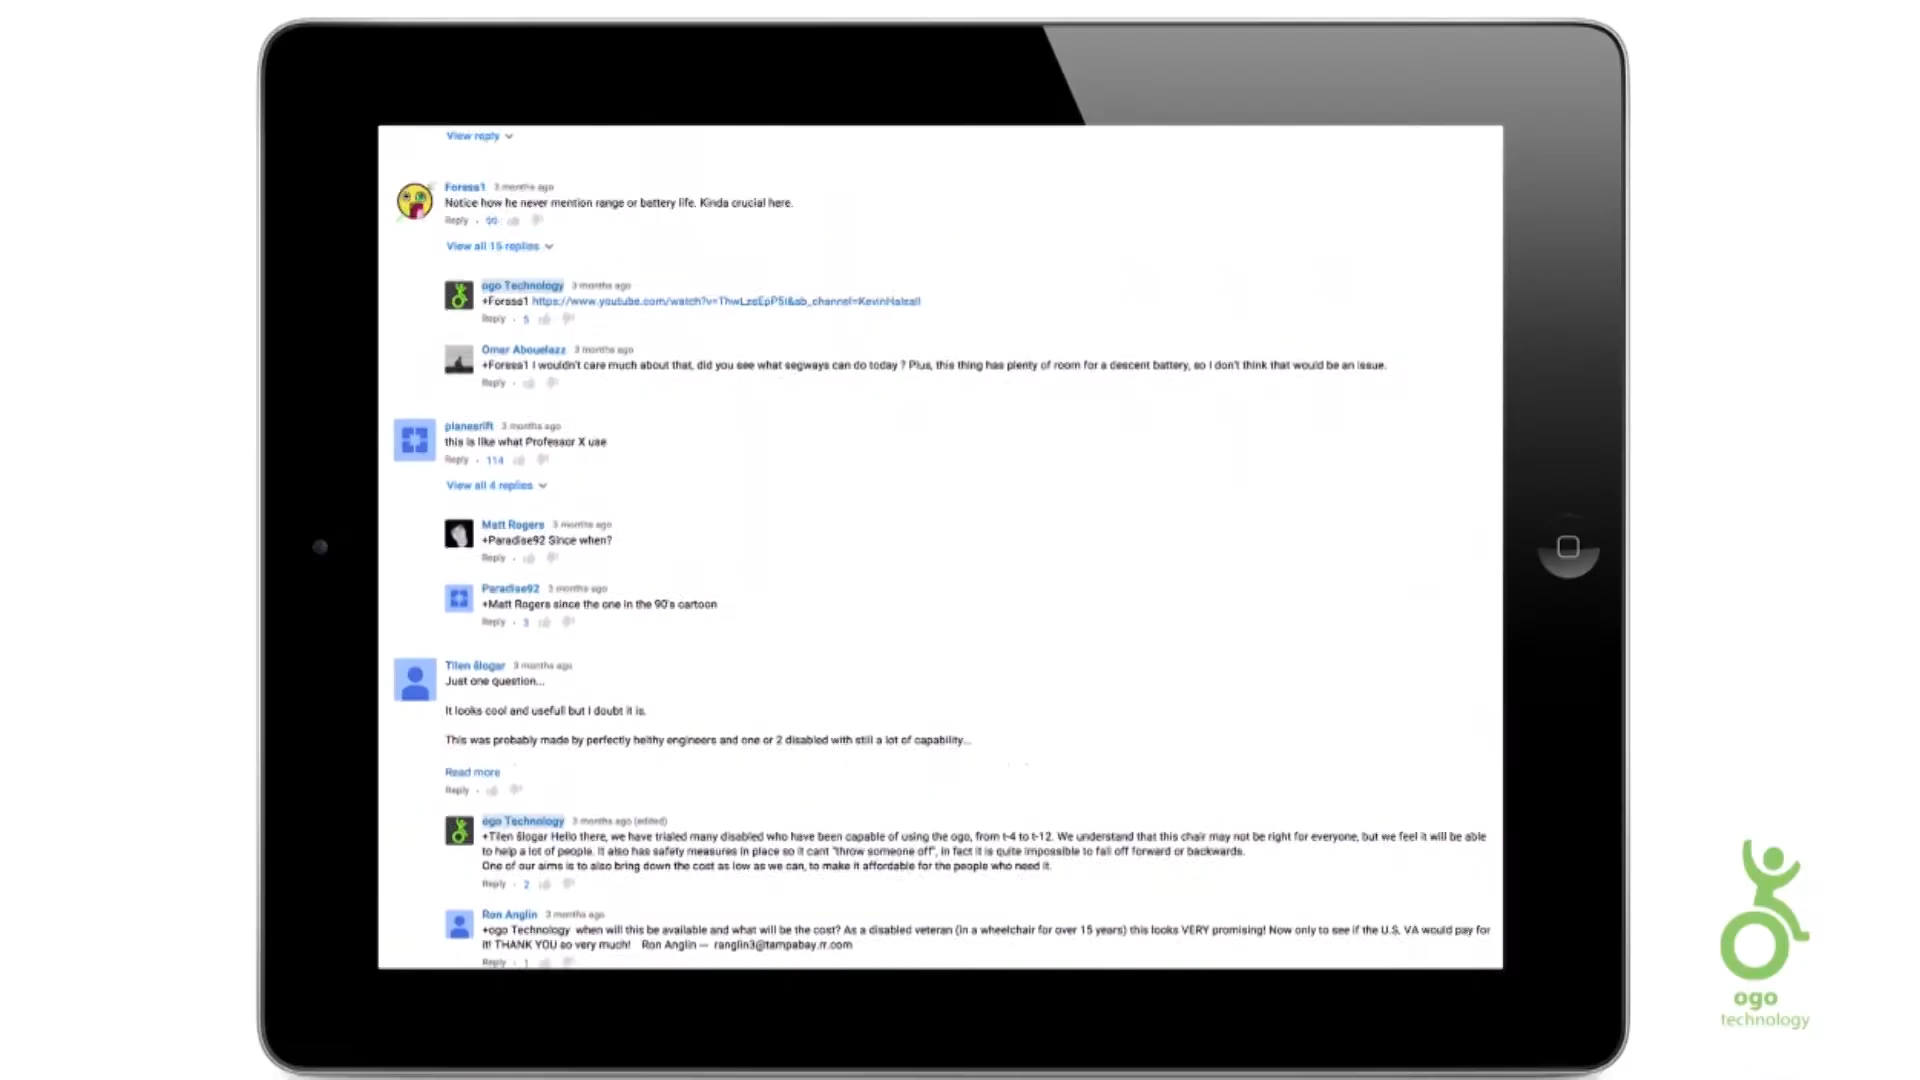 View reply
Foresa1 3 months ago
Notice how he never mention range or battery life. Kinda crucial here.
Reply · 99
View all 15 replies
ogo Technology 3 months ago
Reply · 5
Omar Abouelazz 3 months ago
+Foresa1 I wouldn't care much about that, did you see what segways can do today ? Plus, this thing has plenty of room for a descent battery, so I don't think that would be an issue.
Reply ·
planesrift 3 months ago
this is like what Professor X use
Reply · 114
View all 4 replies
Matt Rogers 3 months ago
+Paradise92 Since when?
Reply ·
Paradise92 3 months ago
+Matt Rogers since the one in the 90's cartoon
Reply · 3
Tilen šlogar 3 months ago
Just one question...
It looks cool and usefull but I doubt it is.
This was probably made by perfectly helthy engineers and one or 2 disabled with still a lot of capability...
Read more
Reply ·
ogo Technology 3 months ago (edited)
+Tilen šlogar Hello there, we have trialed many disabled who have been capable of using the ogo, from t-4 to t-12. We understand that this chair may not be right for everyone, but we feel it will be able
to help a lot of people. It also has safety measures in place so it cant "throw someone off", in fact it is quite impossible to fall off forward or backwards.
One of our aims is to also bring down the cost as low as we can, to make it affordable for the people who need it.
Reply · 2
Ron Anglin 3 months ago
+ogo Technology when will this be available and what will be the cost? As a disabled veteran (in a wheelchair for over 15 years) this looks VERY promising! Now only to see if the U.S. VA would pay for
it! THANK YOU so very much! Ron Anglin — ranglin3@tampabay.rr.com
Reply · 1
ogo
technology